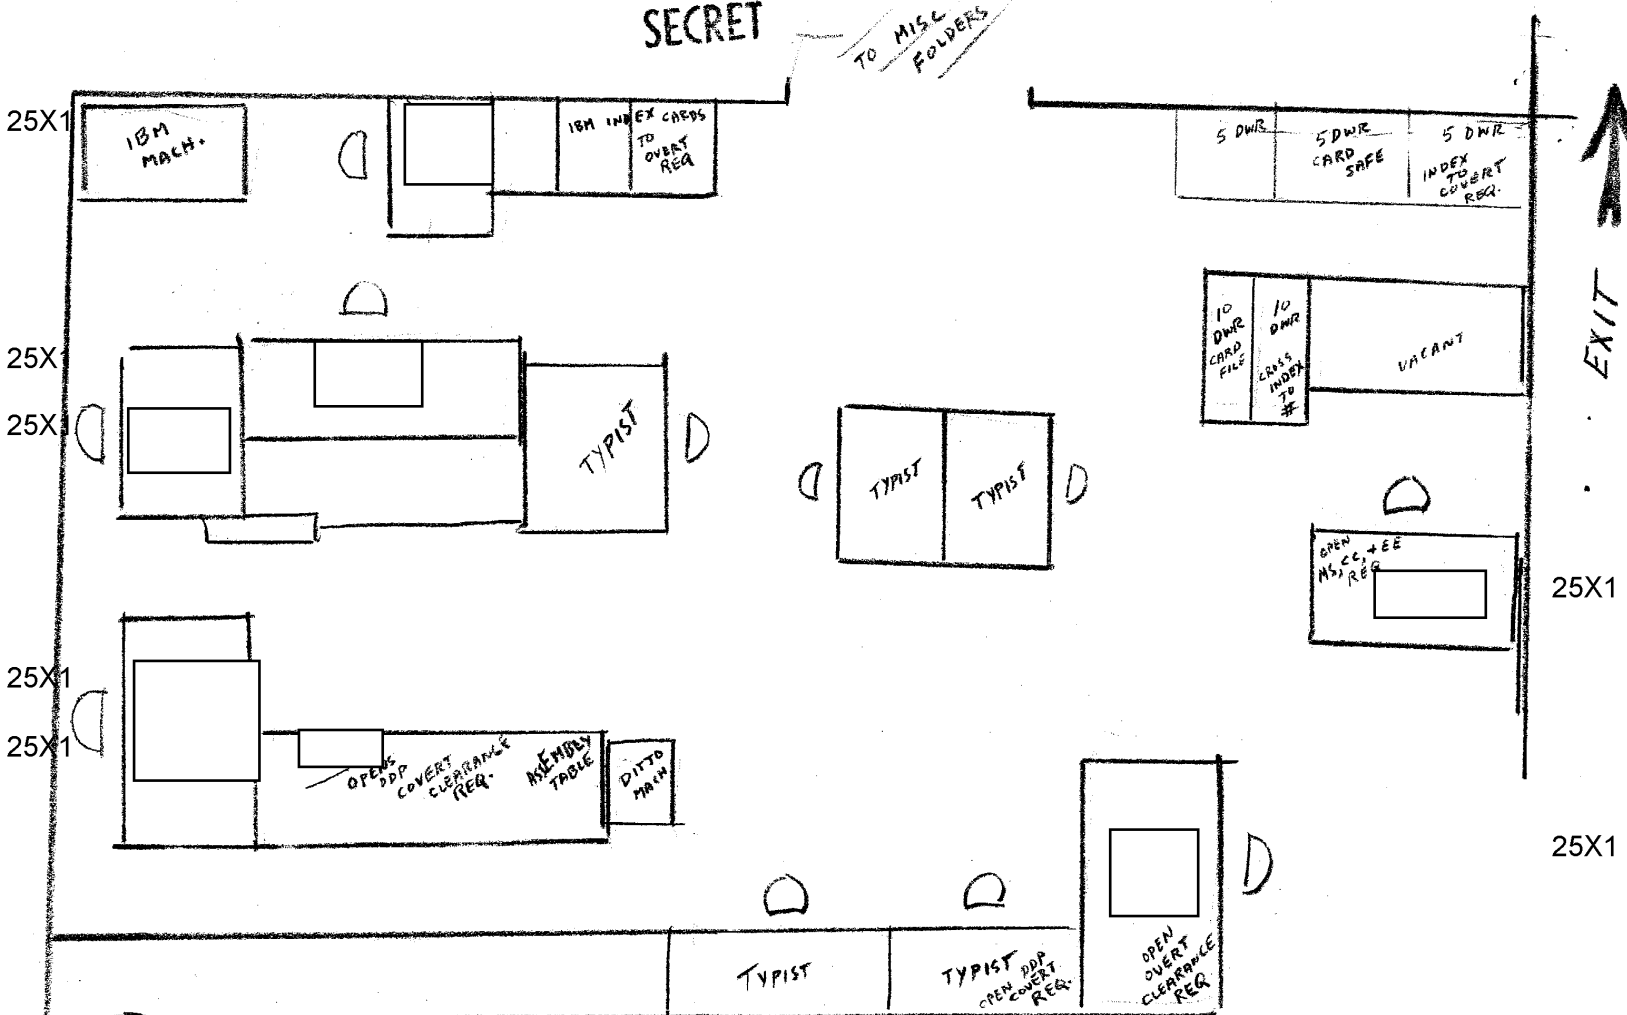 SECRET
TO MISC
FOLDERS
25X1
IBM
MACH.
IBM INDEX CARDS
TO
OVERT
REQ
5 DWR
5 DWR
CARD
SAFE
5 DWR
INDEX
TO
COVERT
REQ.
EXIT
10
DWR
CARD
FILE
10
DWR
CROSS
INDEX
TO
#
VACANT
25X1
25X1
TYPIST
TYPIST
TYPIST
OPEN
MS, CC, + EE
REQ
25X1
25X1
25X1
OPENS
DDP
COVERT
CLEARANCE
REQ.
ASSEMBLY
TABLE
DITTO
MACH
25X1
TYPIST
TYPIST
OPEN DDP
COVERT
REQ.
OPEN
OVERT
CLEARANCE
REQ